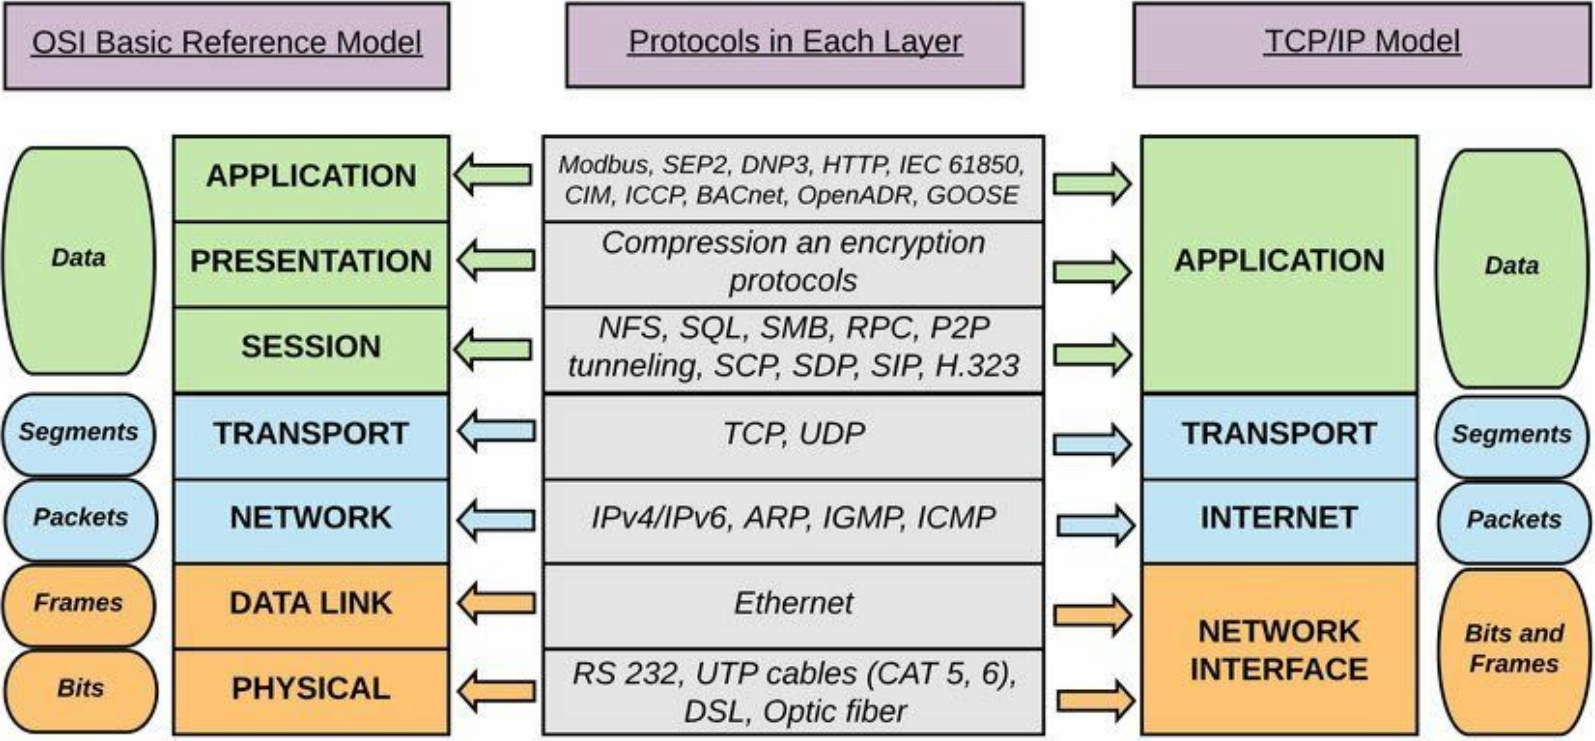 OSI Basic Reference Model
Protocols in Each Layer
TCP/IP Model
Data
APPLICATION
PRESENTATION
SESSION
Modbus, SEP2, DNP3, HTTP, IEC 61850,
CIM, ICCP, BACnet, OpenADR, GOOSE
Compression an encryption
protocols
NFS, SQL, SMB, RPC, P2P
tunneling, SCP, SDP, SIP, H.323
APPLICATION
Data
Segments
TRANSPORT
TCP, UDP
TRANSPORT
Segments
Packets
NETWORK
IPv4/IPv6, ARP, IGMP, ICMP
INTERNET
Packets
Frames
DATA LINK
Ethernet
Bits
PHYSICAL
RS 232, UTP cables (CAT 5, 6),
DSL, Optic fiber
NETWORK
INTERFACE
Bits and
Frames